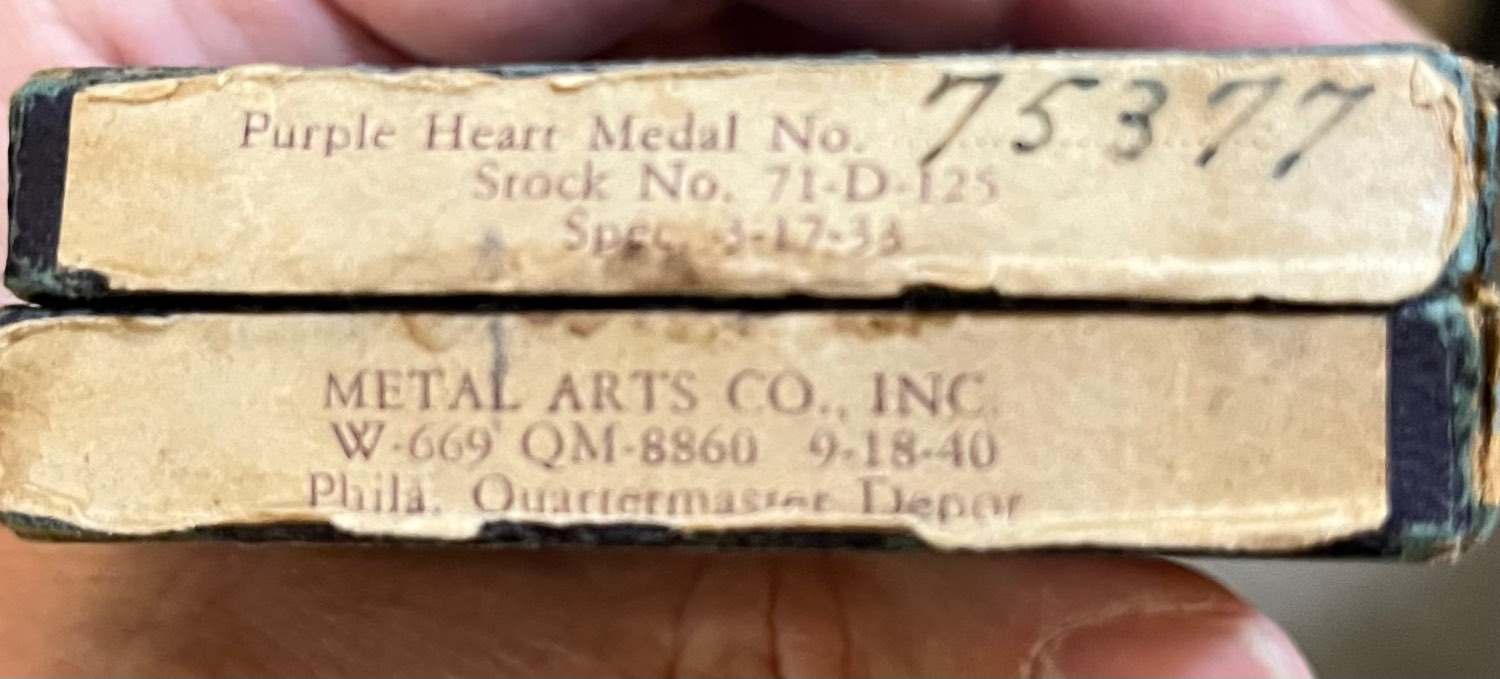 Purple Heart Medal No. 75377
Stock No. 71-D-125
Spec. 3-17-33
METAL ARTS CO., INC.
W-669 QM-8860 9-18-40
Phila. Quartermaster Depot